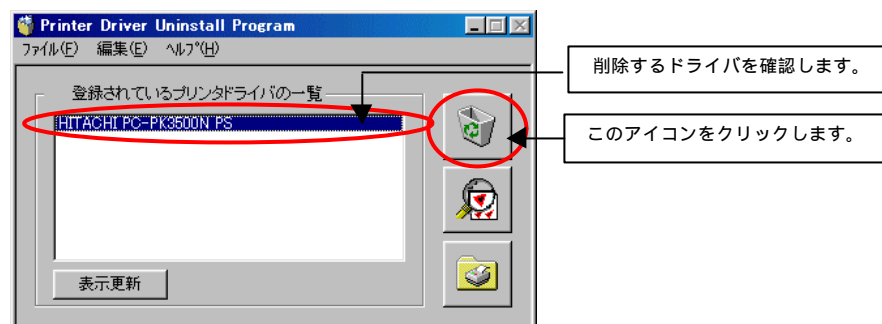 Printer Driver Uninstall Program
ファイル(F) 編集(E) ヘルプ(H)
削除するドライバを確認します。
登録されているプリンタドライバの一覧
HITACHI PC-PK3500N PS
このアイコンをクリックします。
表示更新